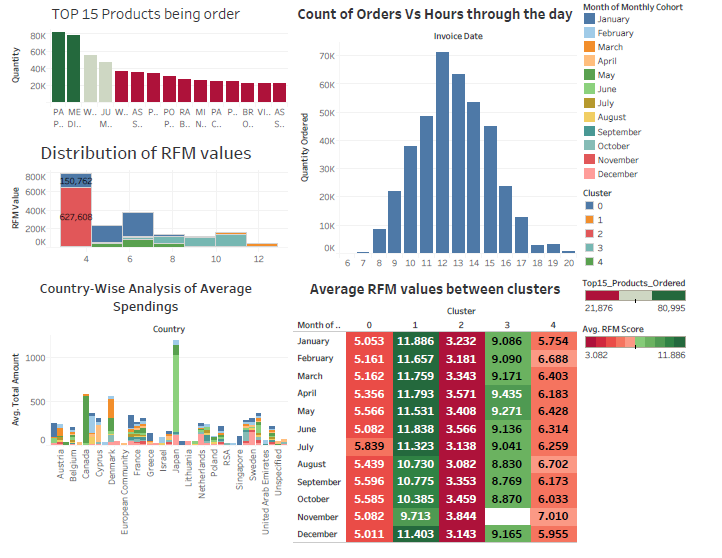 TOP 15 Products being order
Quantity
80K
60K
40K
20K
PA ME W.. JU W.. AS P.. PO RA MI PA P.. BR VI.. AS
P.. DI.. M.. S.. P.. B.. N.. C.. O.. S..
Distribution of RFM values
RFM Value
800K
600K
400K
200K
0K
150,762
627,608
4 6 8 10 12
Count of Orders Vs Hours through the day
Invoice Date
Quantity Ordered
70K
60K
50K
40K
30K
20K
10K
0K
6 7 8 9 10 11 12 13 14 15 16 17 18 19 20
Month of Monthly Cohort
January
February
March
April
May
June
July
August
September
October
November
December
Cluster
0
1
2
3
4
Top15_Products_Ordered
21,876 80,995
Avg. RFM Score
3.082 11.886
Country-Wise Analysis of Average
Spendings
Country
Avg. Total Amount
1000
500
0
Austria
Belgium
Canada
Cyprus
Denmark
European Community
France
Greece
Israel
Japan
Lithuania
Netherlands
Poland
RSA
Singapore
Sweden
United Arab Emirates
Unspecified
Average RFM values between clusters
Cluster
Month of .. 0 1 2 3 4
January 5.053 11.886 3.232 9.086 5.754
February 5.161 11.657 3.181 9.090 6.688
March 5.162 11.759 3.343 9.171 6.403
April 5.356 11.793 3.571 9.435 6.183
May 5.566 11.531 3.408 9.271 6.428
June 5.082 11.838 3.566 9.136 6.314
July 5.839 11.323 3.138 9.041 6.259
August 5.439 10.730 3.082 8.830 6.702
September 5.596 10.775 3.353 8.769 6.173
October 5.585 10.385 3.459 8.870 6.033
November 5.082 9.713 3.844 7.010
December 5.011 11.403 3.143 9.165 5.955